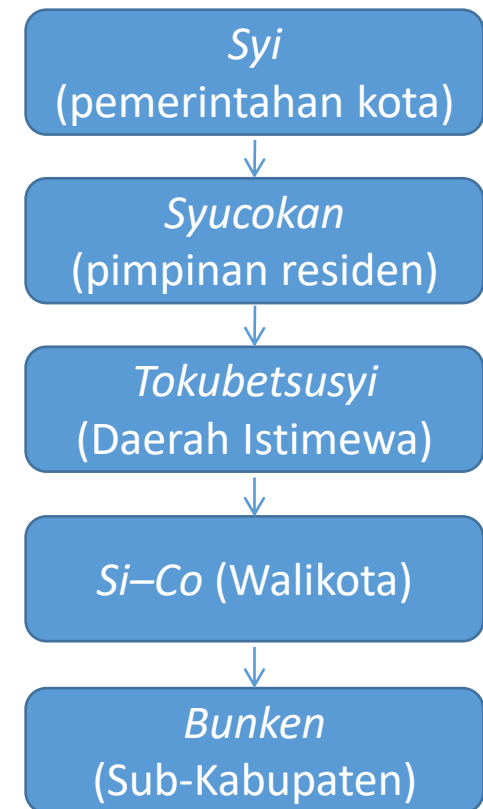 Syi
(pemerintahan kota)
Syucokan
(pimpinan residen)
Tokubetsusyi
(Daerah Istimewa)
Si–Co (Walikota)
Bunken
(Sub-Kabupaten)